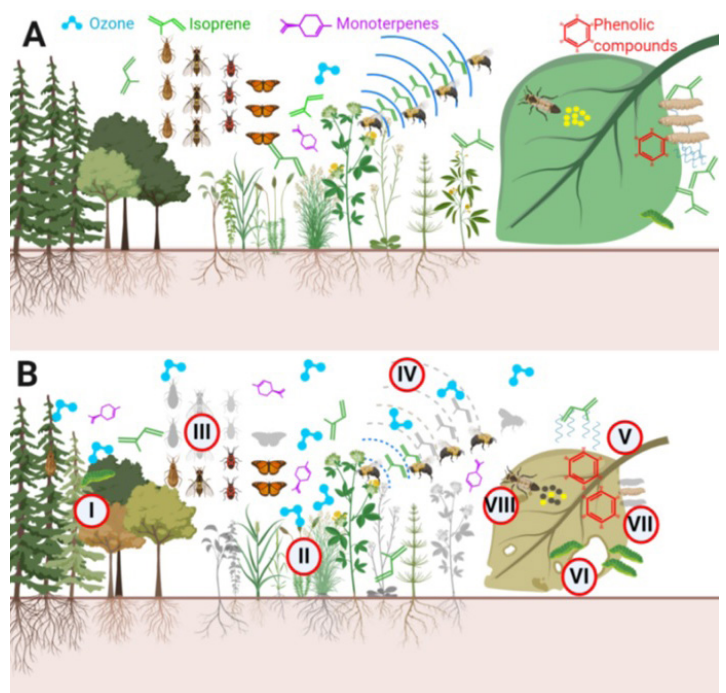 A
Ozone
Isoprene
Monoterpenes
Phenolic
compounds
B
I
II
III
IV
V
VI
VII
VIII